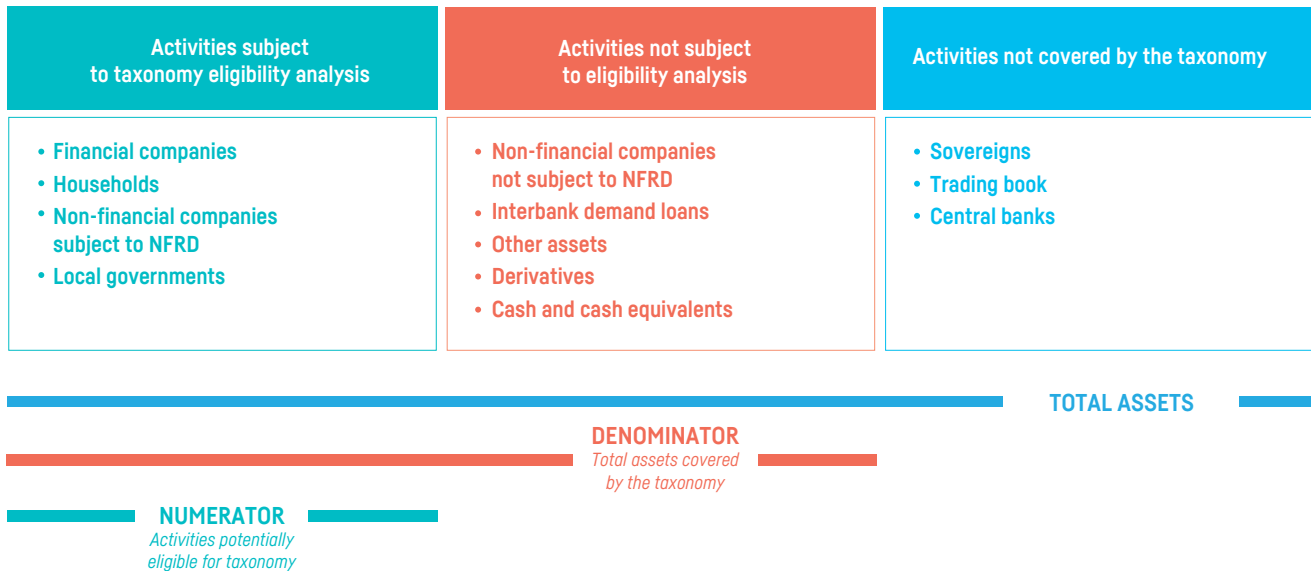 Activities subject
to taxonomy eligibility analysis
Activities not subject
to eligibility analysis
Activities not covered by the taxonomy
• Financial companies
• Households
• Non-financial companies
subject to NFRD
• Local governments
• Non-financial companies
not subject to NFRD
• Interbank demand loans
• Other assets
• Derivatives
• Cash and cash equivalents
• Sovereigns
• Trading book
• Central banks
TOTAL ASSETS
DENOMINATOR
Total assets covered
by the taxonomy
NUMERATOR
Activities potentially
eligible for taxonomy